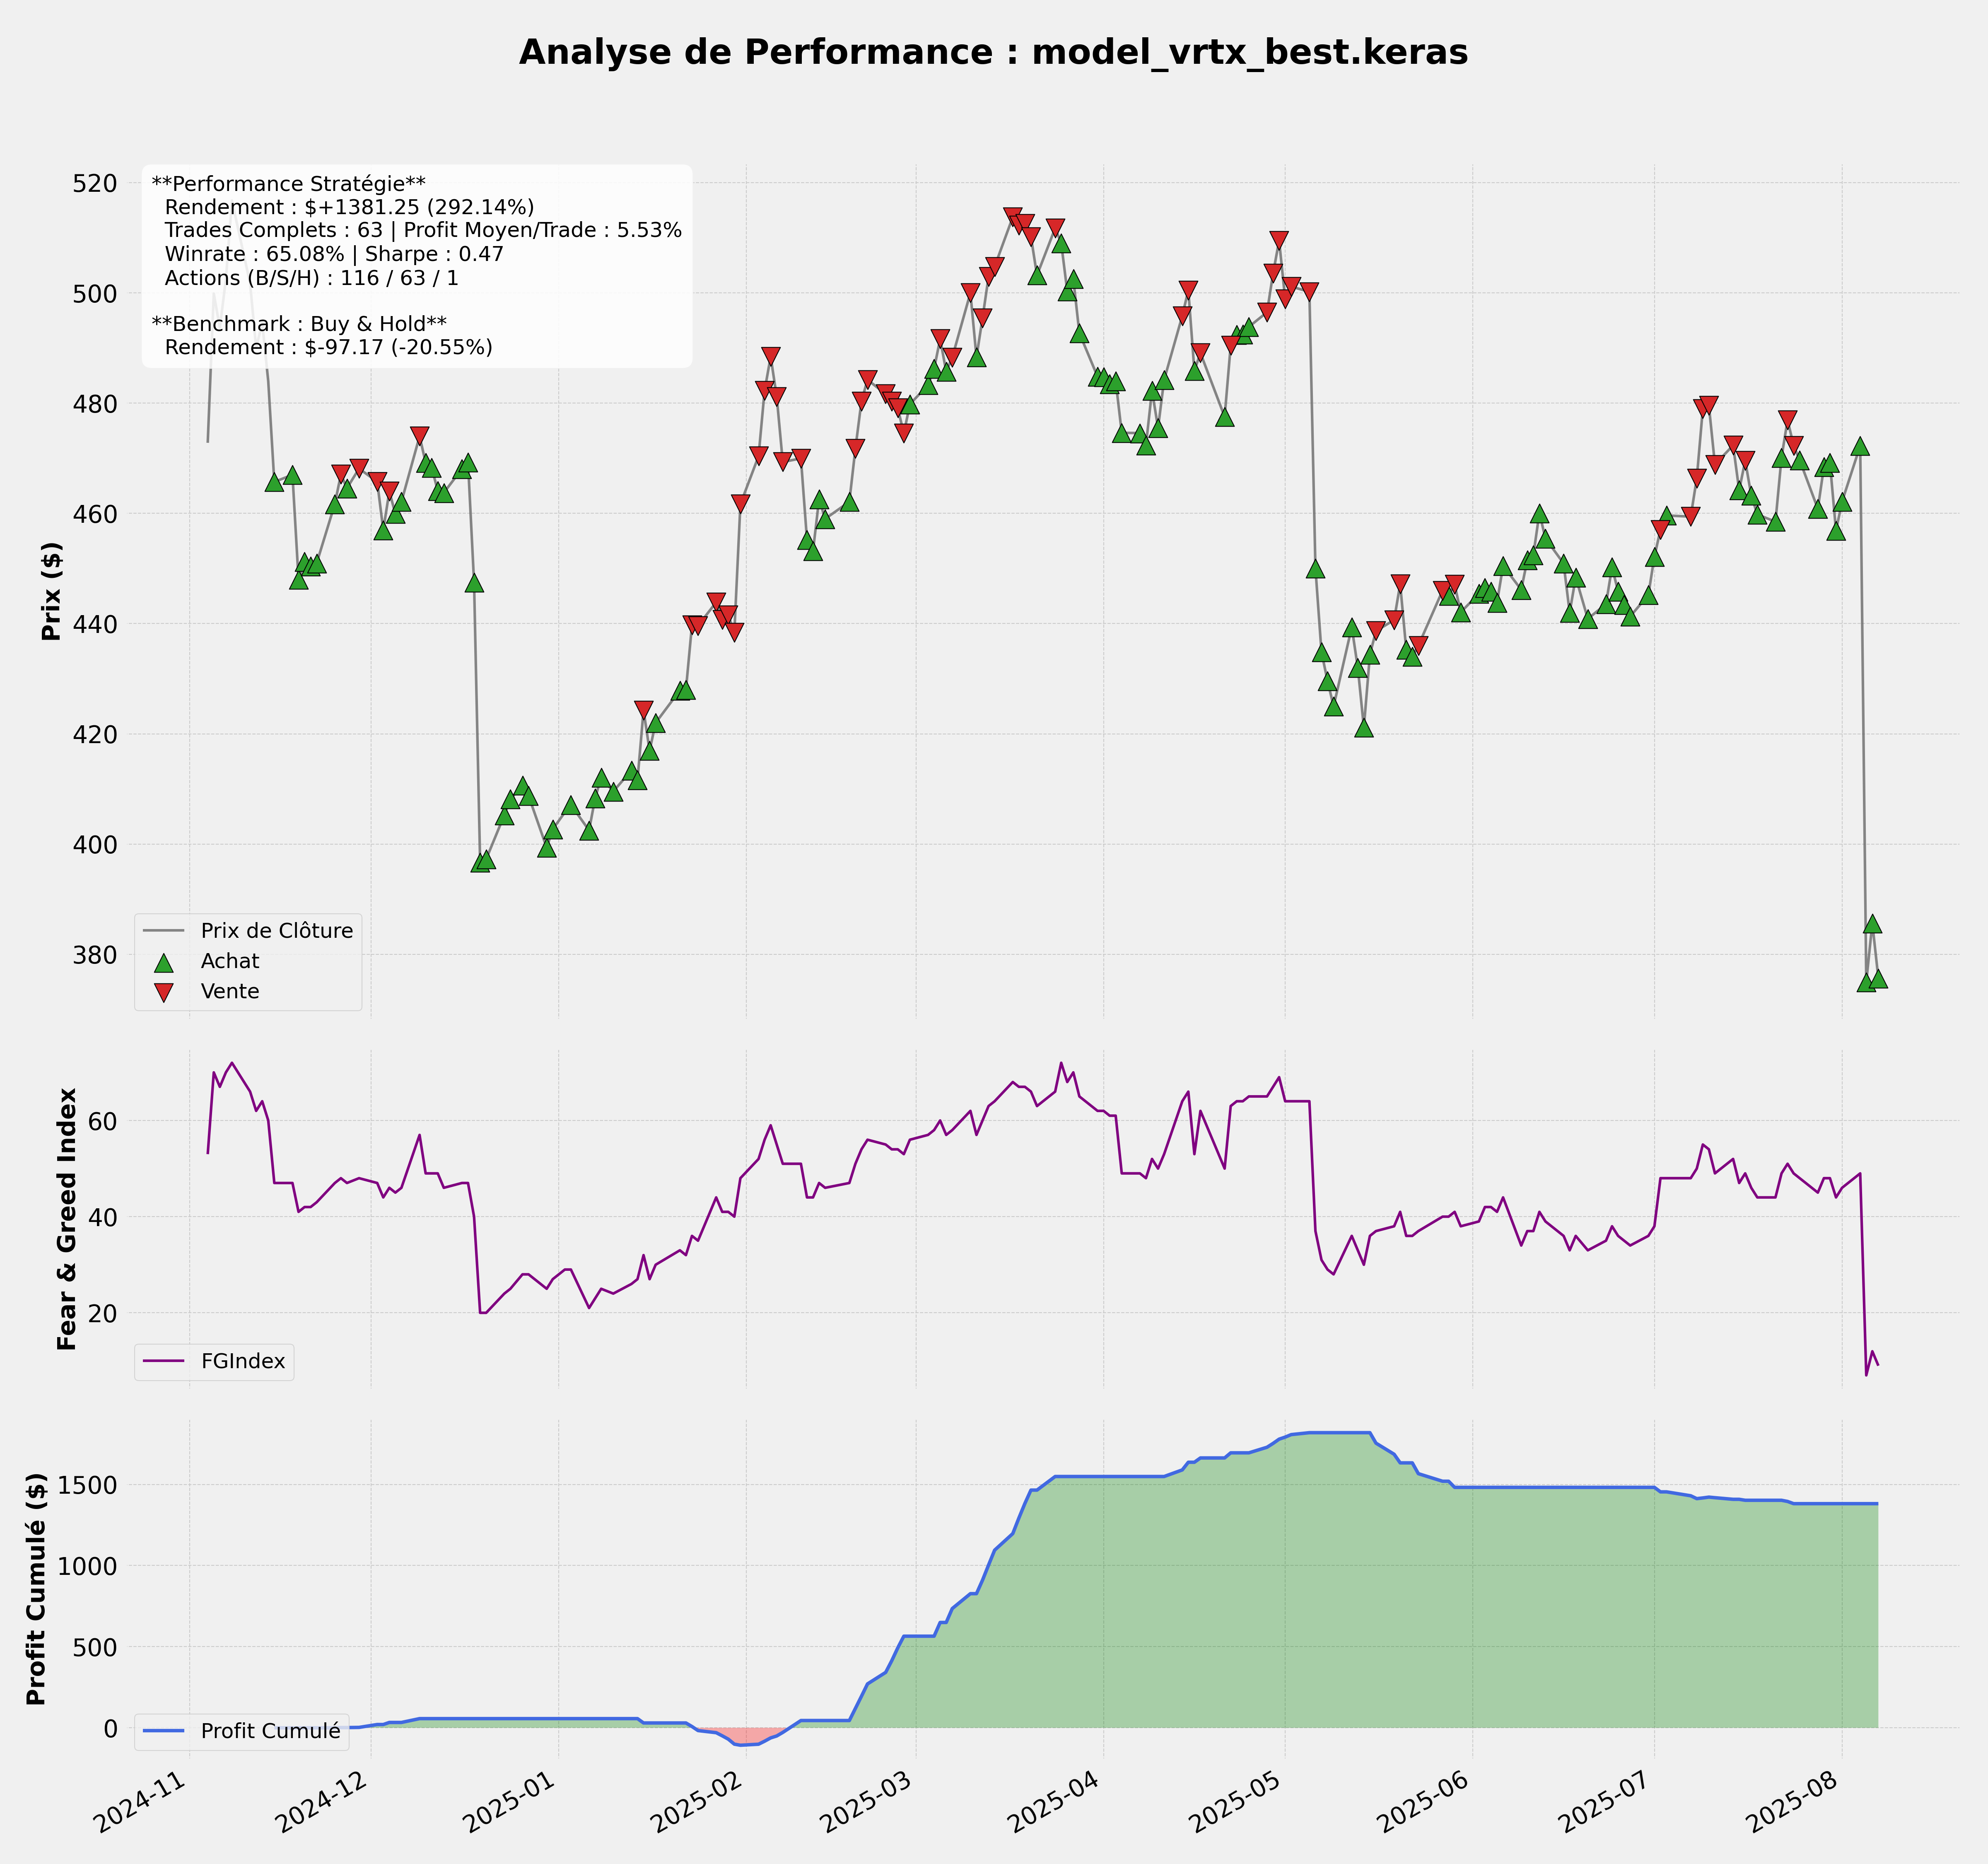 Analyse de Performance : model_vrtx_best.keras
**Performance Stratégie**
Rendement : $+1381.25 (292.14%)
Trades Complets : 63 | Profit Moyen/Trade : 5.53%
Winrate : 65.08% | Sharpe : 0.47
Actions (B/S/H) : 116 / 63 / 1
**Benchmark : Buy & Hold**
Rendement : $-97.17 (-20.55%)
Prix ($)
520
500
480
460
440
420
400
380
Prix de Clôture
Achat
Vente
Fear & Greed Index
60
40
20
FGIndex
Profit Cumulé ($)
1500
1000
500
0
Profit Cumulé
2024-11
2024-12
2025-01
2025-02
2025-03
2025-04
2025-05
2025-06
2025-07
2025-08